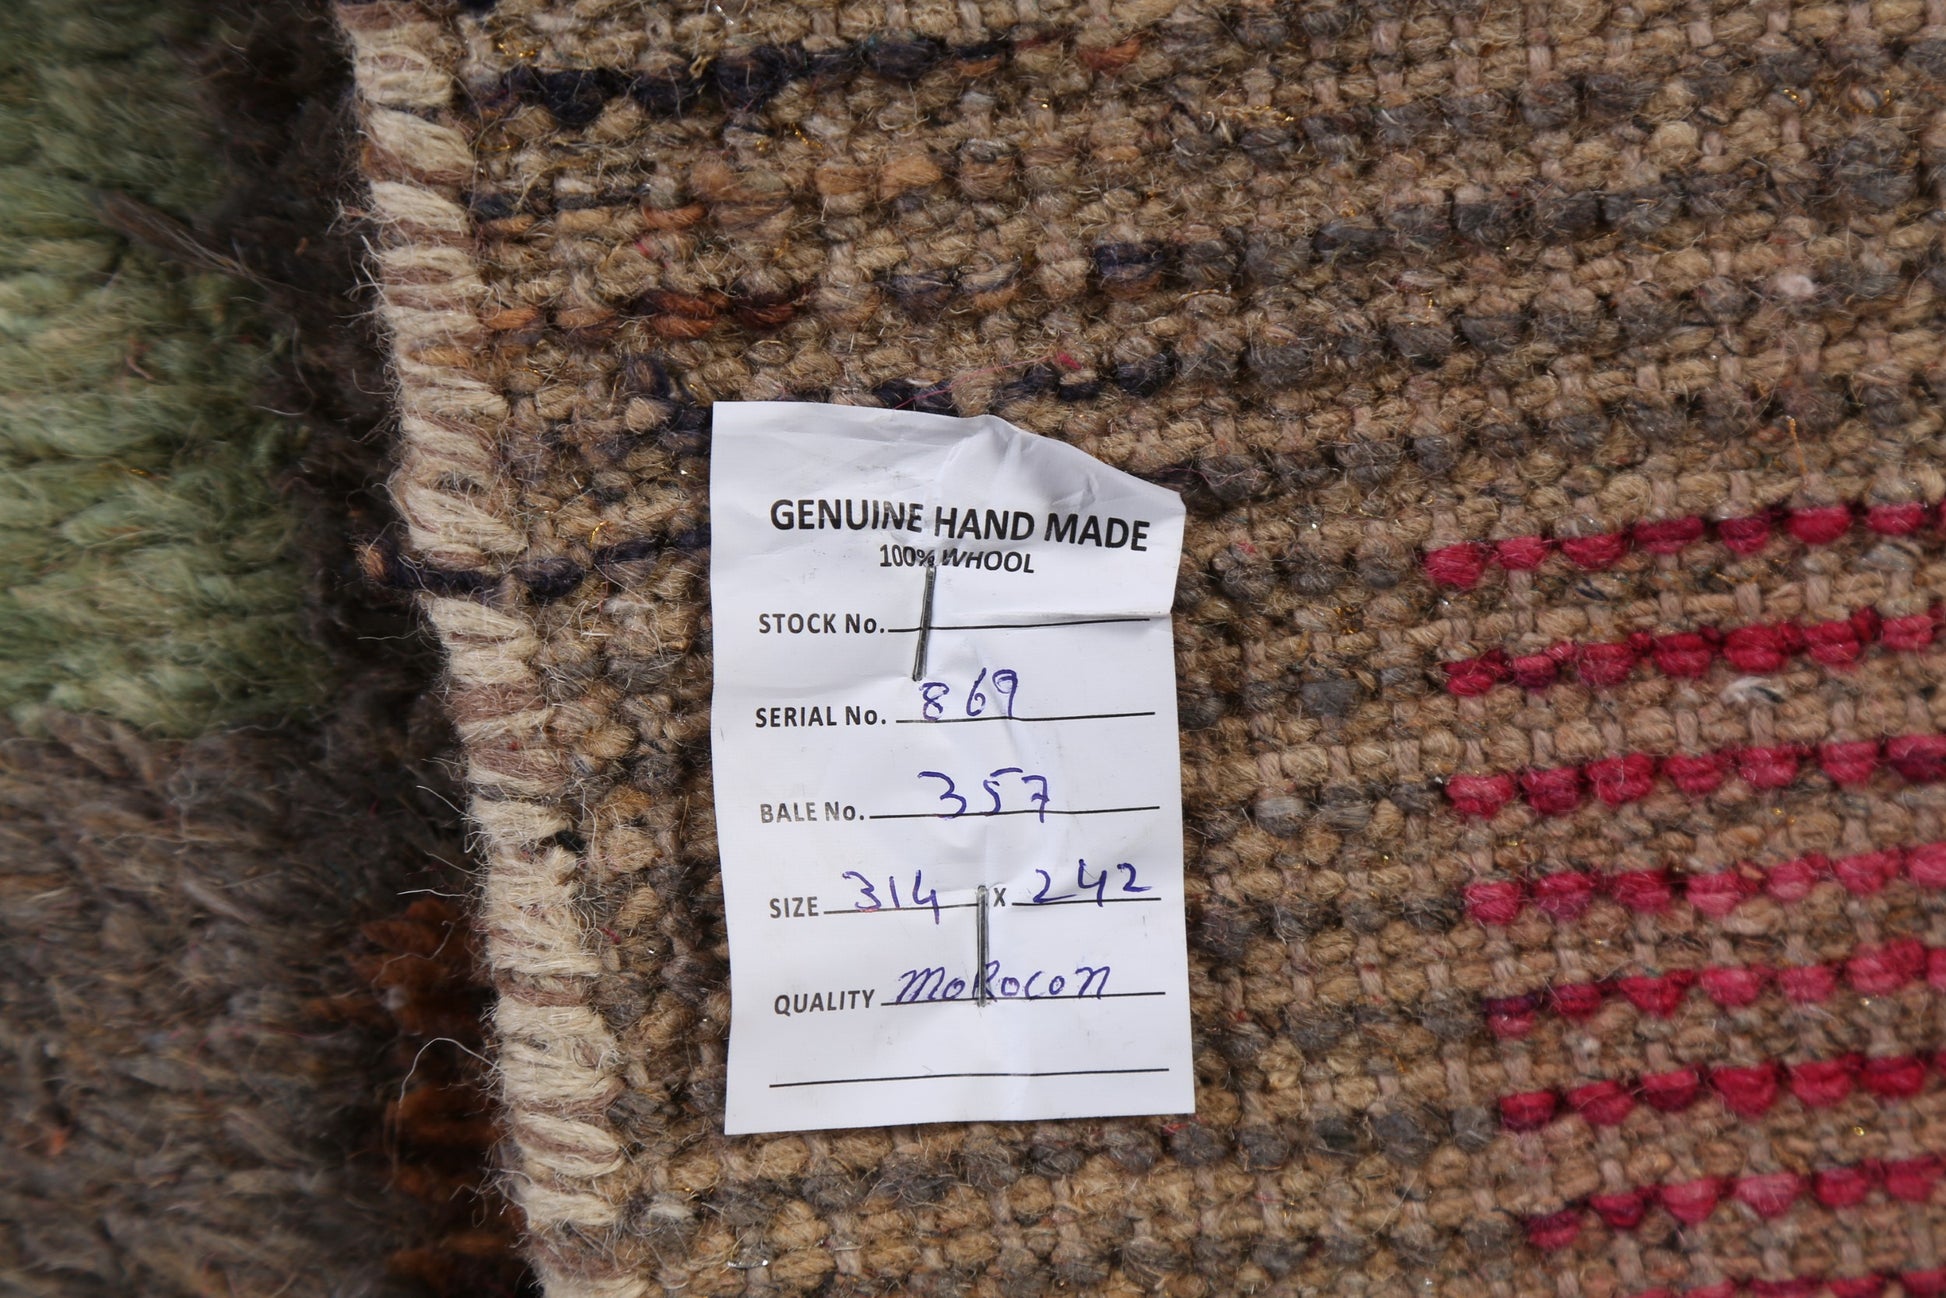 GENUINE HAND MADE
100% WHOOL
STOCK No.
SERIAL No. 869
BALE No. 357
SIZE 314 X 242
QUALITY MoRocon